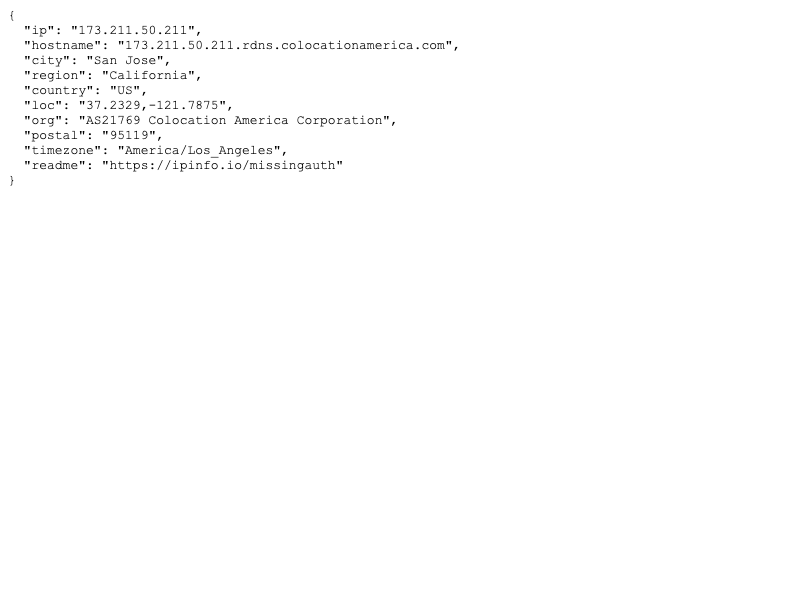 {
  "ip": "173.211.50.211",
  "hostname": "173.211.50.211.rdns.colocationamerica.com",
  "city": "San Jose",
  "region": "California",
  "country": "US",
  "loc": "37.2329,-121.7875",
  "org": "AS21769 Colocation America Corporation",
  "postal": "95119",
  "timezone": "America/Los_Angeles",
  "readme": "https://ipinfo.io/missingauth"
}